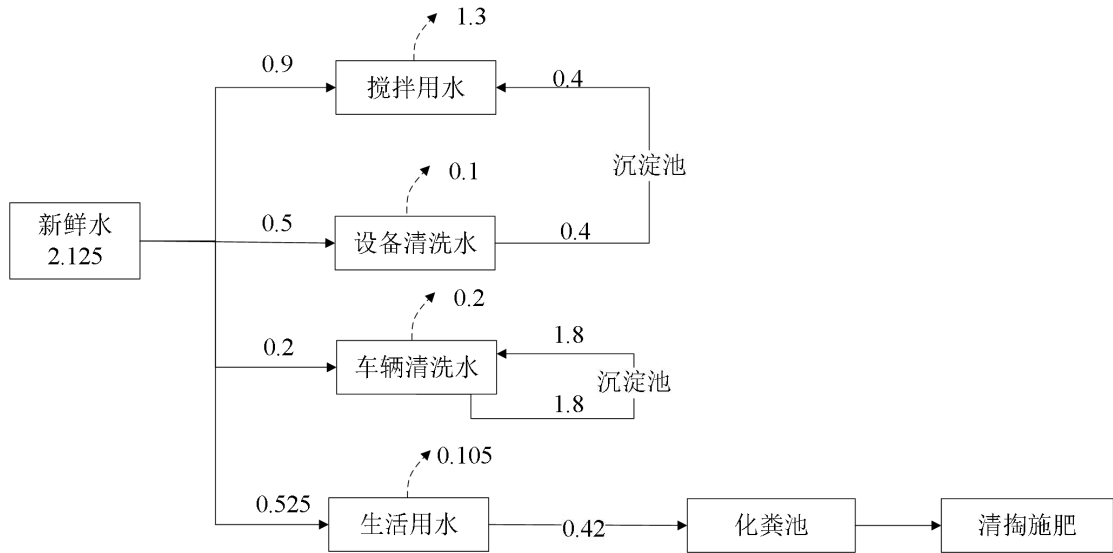 1.3
0.9
搅拌用水
0.4
沉淀池
0.1
新鲜水
2.125
0.5
设备清洗水
0.4
0.2
0.2
车辆清洗水
1.8
沉淀池
1.8
0.105
0.525
生活用水
0.42
化粪池
清掏施肥